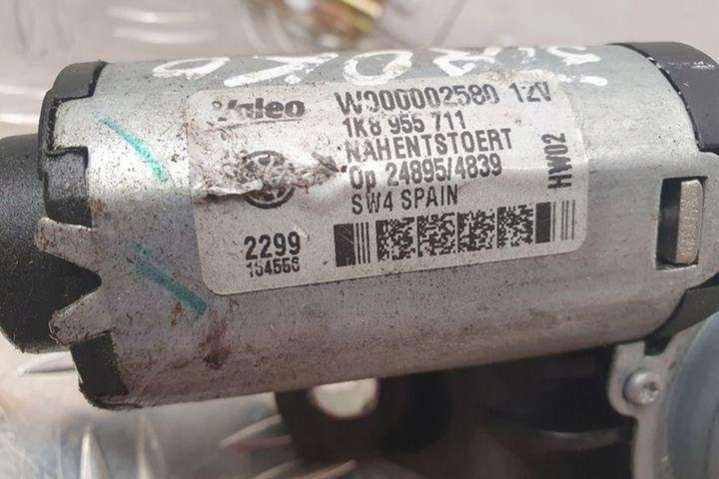 Valeo
W000002580 12V
1K8 955 711
NAHENTSTOERT
Op 24895/4839
SW4 SPAIN
HW02
2299
154556